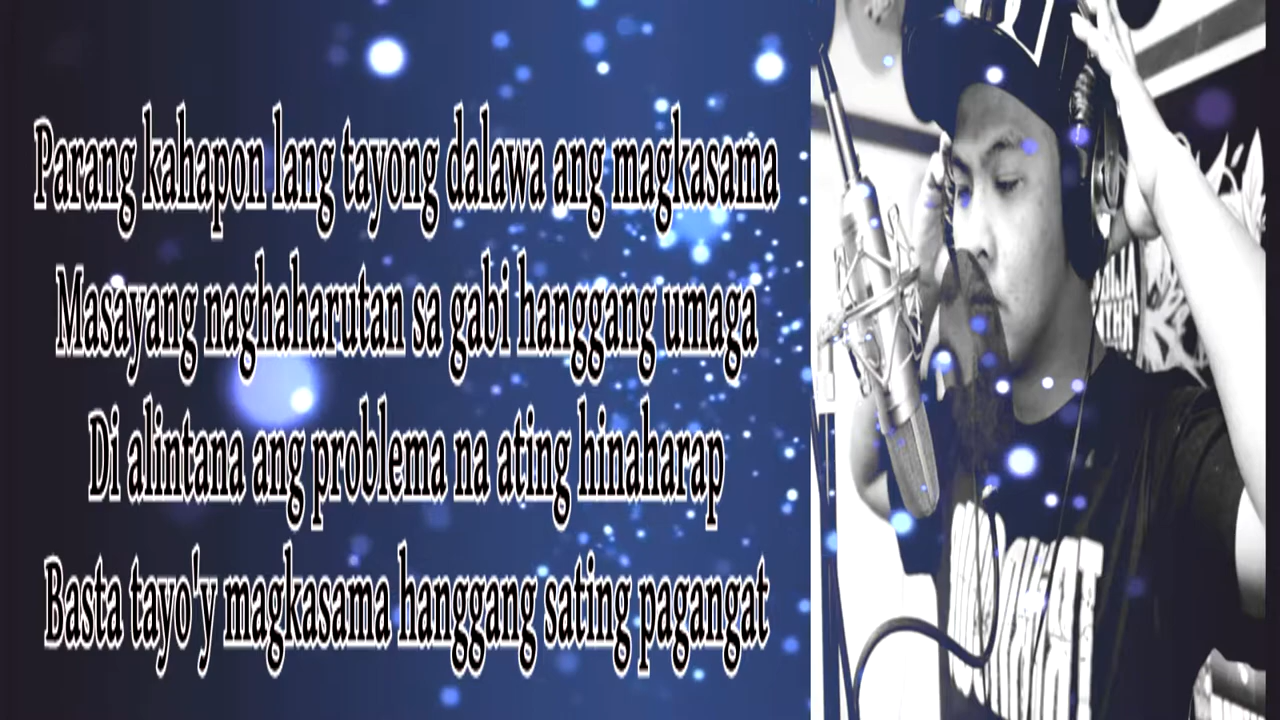 Parang kahapon lang tayong dalawa ang magkasama
Masayang naghaharutan sa gabi hanggang umaga
Di alintana ang problema na ating hinaharap
Basta tayo'y magkasama hanggang sating pagangat